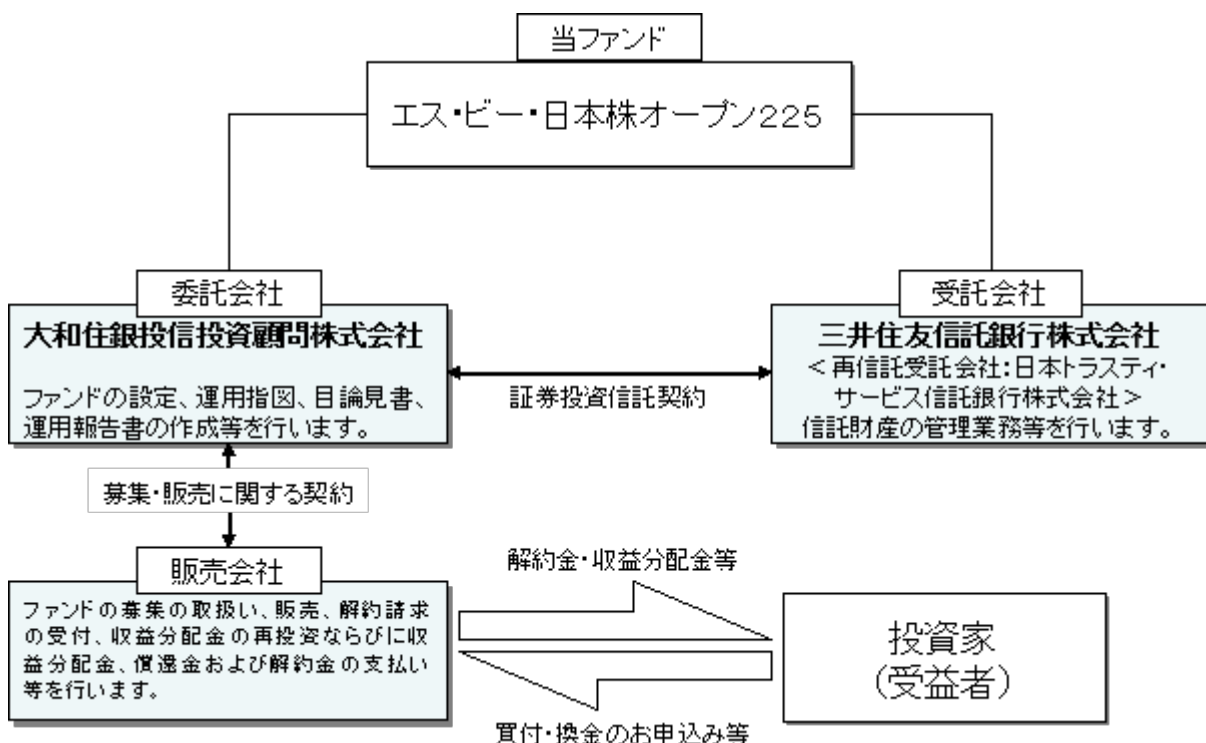 当ファンド
エス・ビー・日本株オープン２２５
委託会社
大和住銀投信投資顧問株式会社
ファンドの設定、運用指図、目論見書、
運用報告書の作成等を行います。
証券投資信託契約
受託会社
三井住友信託銀行株式会社
＜再信託受託会社：日本トラスティ・
サービス信託銀行株式会社＞
信託財産の管理業務等を行います。
募集・販売に関する契約
販売会社
ファンドの募集の取扱い、販売、解約請求
の受付、収益分配金の再投資ならびに収
益分配金、償還金および解約金の支払い
等を行います。
解約金・収益分配金等
買付・換金のお申込み等
投資家
（受益者）